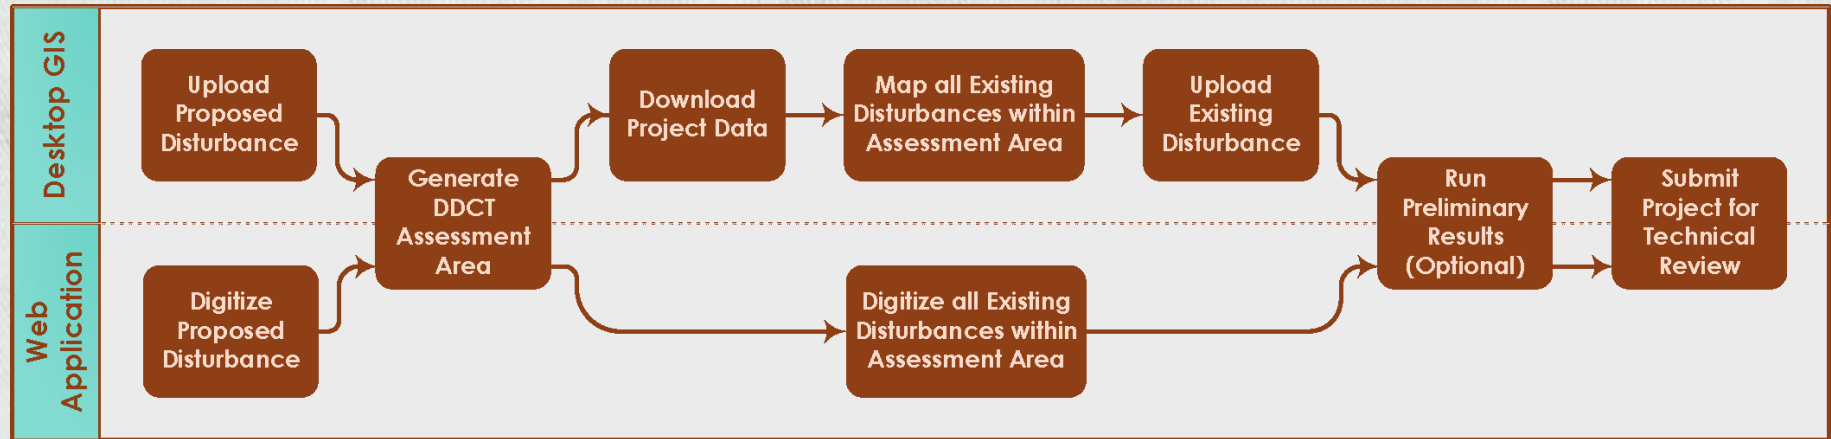 Desktop GIS
Upload
Proposed
Disturbance
Generate
DDCT
Assessment
Area
Download
Project Data
Map all Existing
Disturbances within
Assessment Area
Upload
Existing
Disturbance
Run
Preliminary
Results
(Optional)
Submit
Project for
Technical
Review
Web
Application
Digitize
Proposed
Disturbance
Digitize all Existing
Disturbances within
Assessment Area